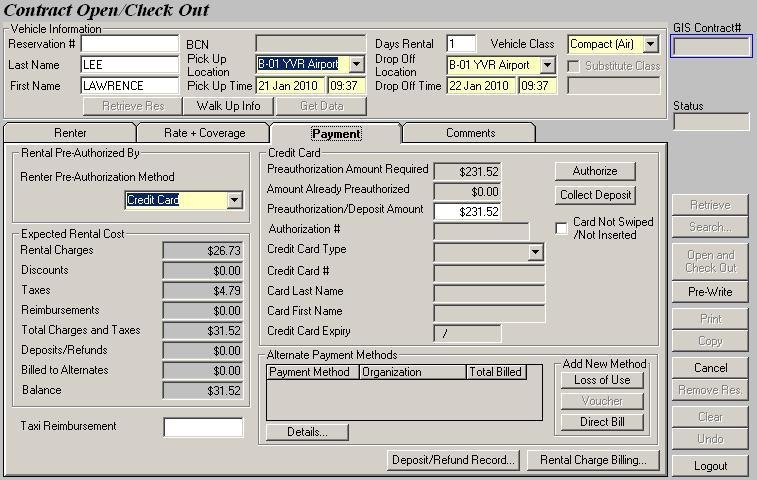 Contract Open/Check Out
Vehicle Information
Reservation # BCN Days Rental 1 Vehicle Class Compact (Air)
Last Name LEE Pick Up Location B-01 YVR Airport Drop Off Location B-01 YVR Airport Substitute Class
First Name LAWRENCE Pick Up Time 21 Jan 2010 09:37 Drop Off Time 22 Jan 2010 09:37
Retrieve Res Walk Up Info Get Data
GIS Contract#
Status
Renter Rate + Coverage Payment Comments
Rental Pre-Authorized By
Renter Pre-Authorization Method
Credit Card
Expected Rental Cost
Rental Charges $26.73
Discounts $0.00
Taxes $4.79
Reimbursements $0.00
Total Charges and Taxes $31.52
Deposits/Refunds $0.00
Billed to Alternates $0.00
Balance $31.52
Taxi Reimbursement
Credit Card
Preauthorization Amount Required $231.52 Authorize
Amount Already Preauthorized $0.00 Collect Deposit
Preauthorization/Deposit Amount $231.52
Authorization # Card Not Swiped
/Not Inserted
Credit Card Type
Credit Card #
Card Last Name
Card First Name
Credit Card Expiry /
Alternate Payment Methods
Payment Method Organization Total Billed
Details...
Add New Method
Loss of Use
Voucher
Direct Bill
Deposit/Refund Record... Rental Charge Billing...
Retrieve
Search...
Open and
Check Out
Pre-Write
Print
Copy
Cancel
Remove Res.
Clear
Undo
Logout